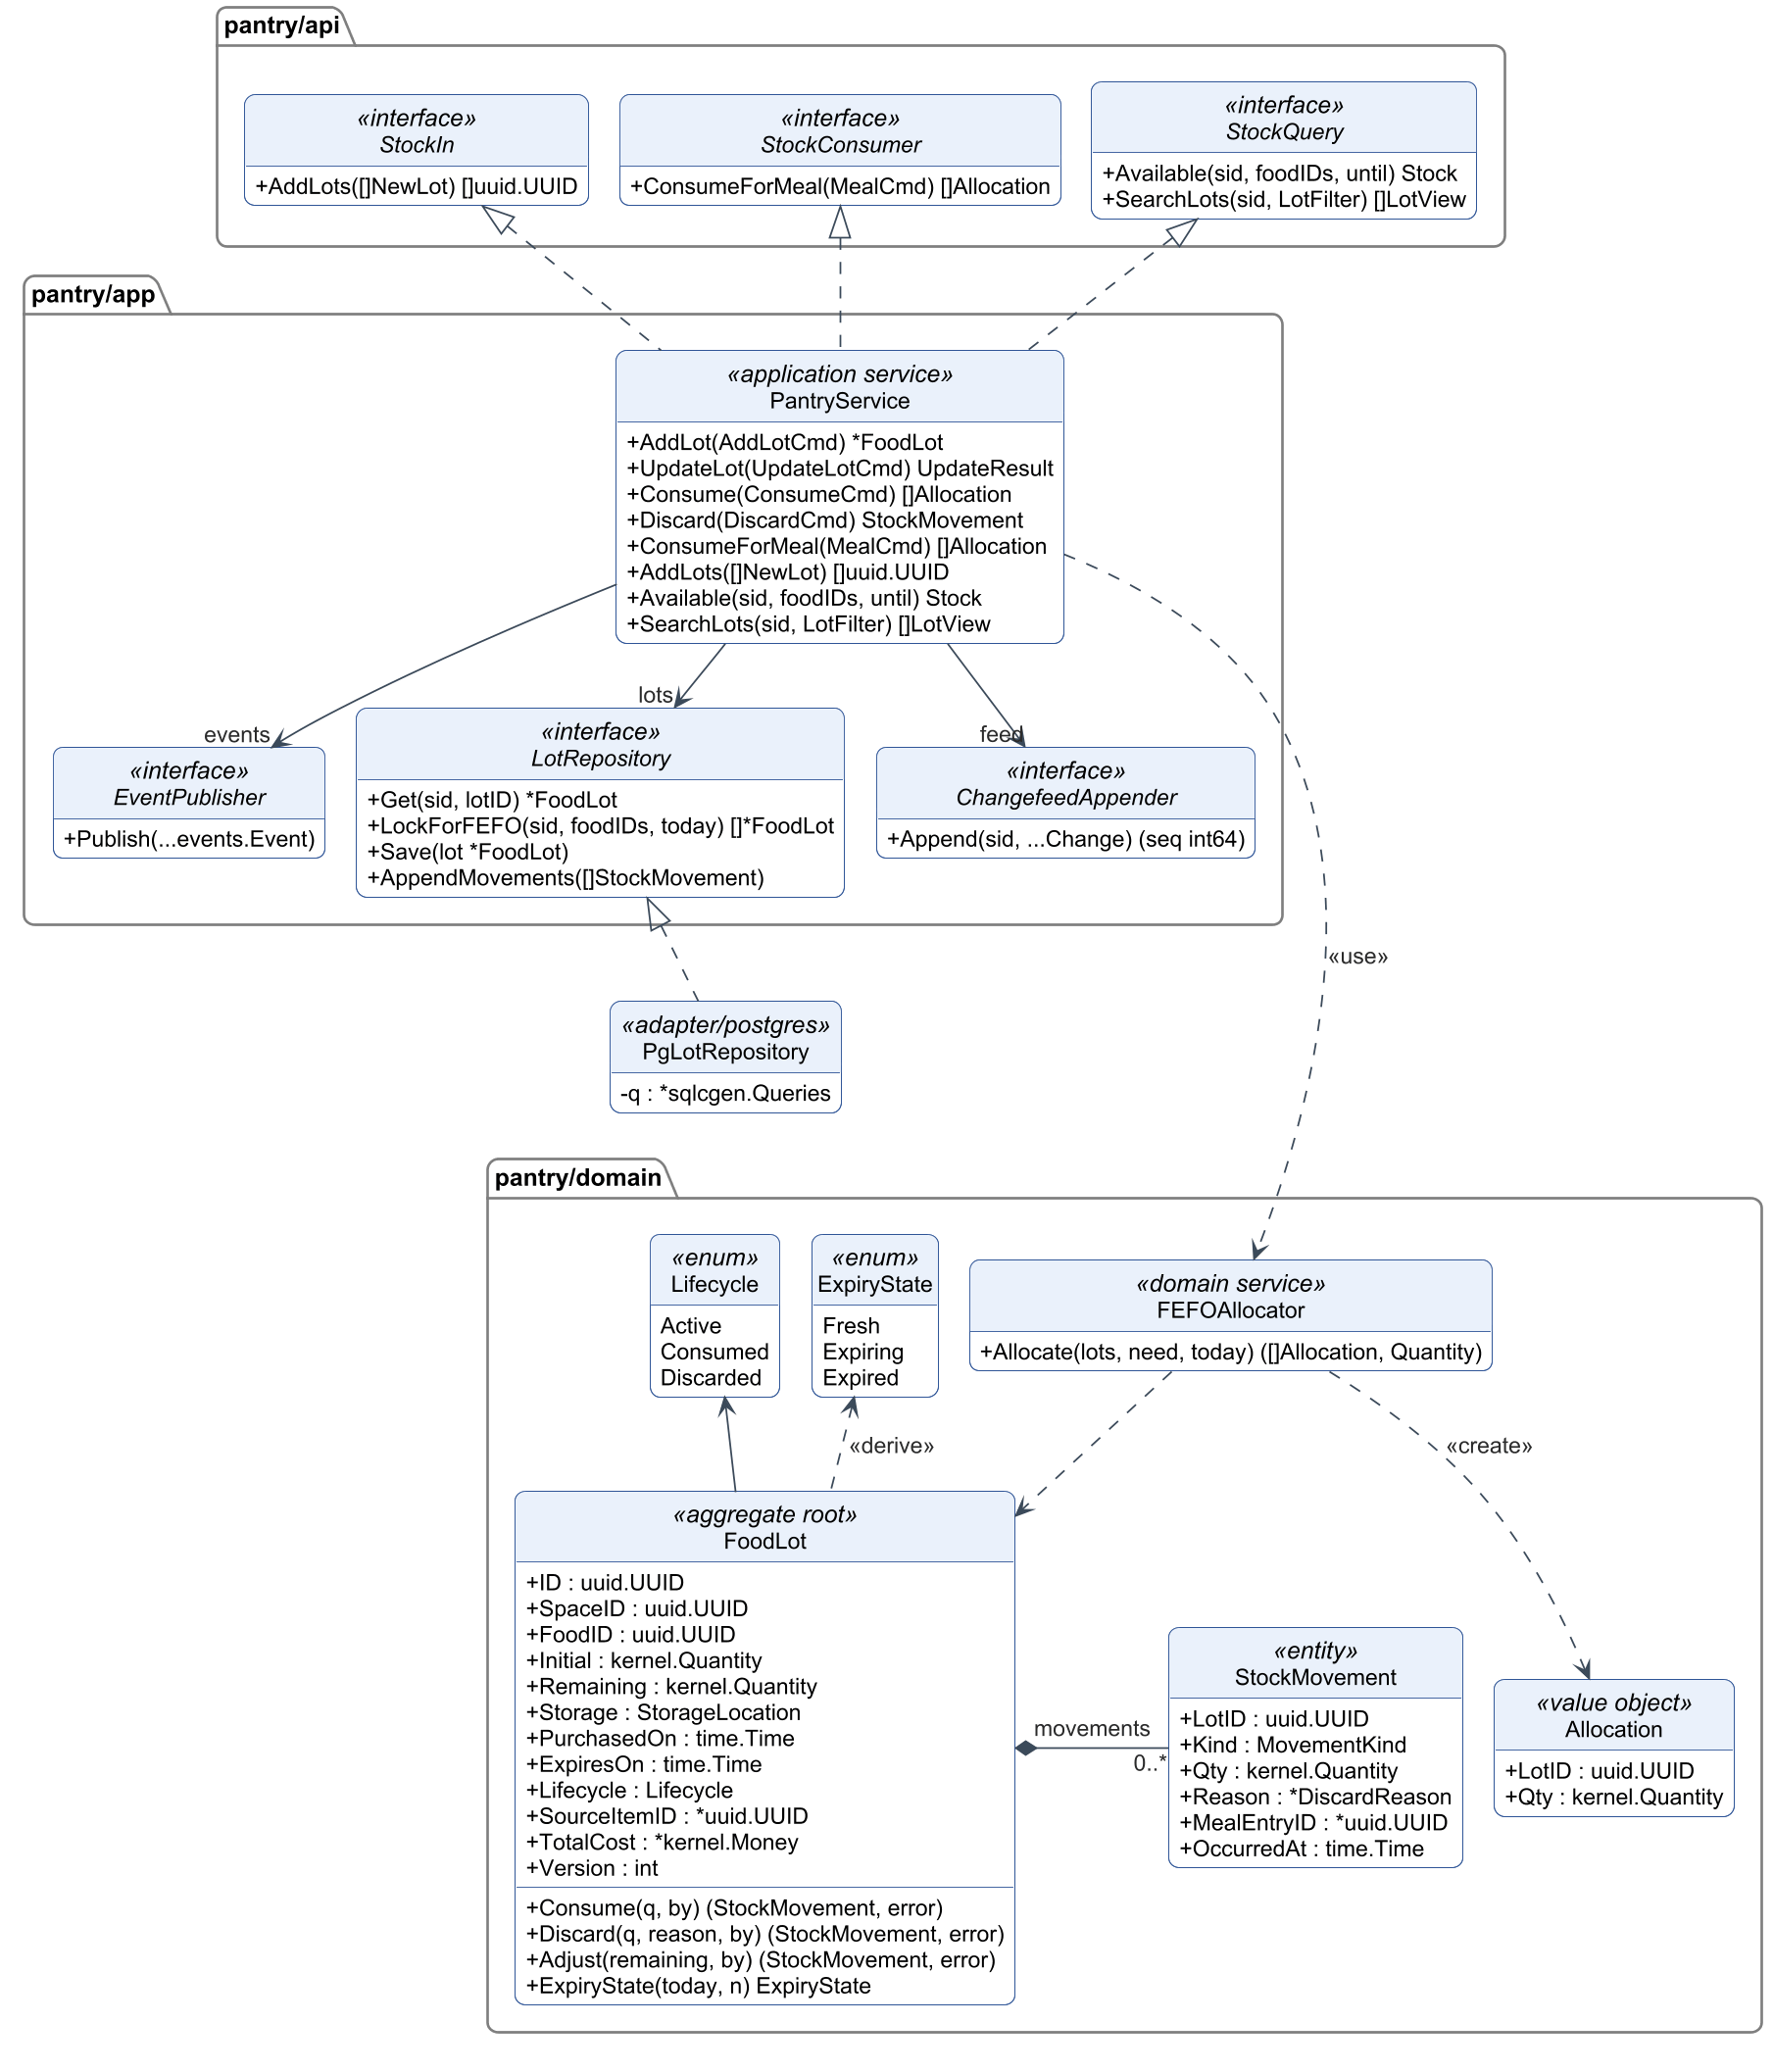 pantry/api
«interface»
StockIn
+AddLots([]NewLot) []uuid.UUID
«interface»
StockConsumer
+ConsumeForMeal(MealCmd) []Allocation
«interface»
StockQuery
+Available(sid, foodIDs, until) Stock
+SearchLots(sid, LotFilter) []LotView
pantry/app
«application service»
PantryService
+AddLot(AddLotCmd) *FoodLot
+UpdateLot(UpdateLotCmd) UpdateResult
+Consume(ConsumeCmd) []Allocation
+Discard(DiscardCmd) StockMovement
+ConsumeForMeal(MealCmd) []Allocation
+AddLots([]NewLot) []uuid.UUID
+Available(sid, foodIDs, until) Stock
+SearchLots(sid, LotFilter) []LotView
events
lots
feed
«interface»
EventPublisher
+Publish(...events.Event)
«interface»
LotRepository
+Get(sid, lotID) *FoodLot
+LockForFEFO(sid, foodIDs, today) []*FoodLot
+Save(lot *FoodLot)
+AppendMovements([]StockMovement)
«interface»
ChangefeedAppender
+Append(sid, ...Change) (seq int64)
«use»
«adapter/postgres»
PgLotRepository
-q : *sqlcgen.Queries
pantry/domain
«enum»
Lifecycle
Active
Consumed
Discarded
«enum»
ExpiryState
Fresh
Expiring
Expired
«domain service»
FEFOAllocator
+Allocate(lots, need, today) ([]Allocation, Quantity)
«derive»
«create»
«aggregate root»
FoodLot
+ID : uuid.UUID
+SpaceID : uuid.UUID
+FoodID : uuid.UUID
+Initial : kernel.Quantity
+Remaining : kernel.Quantity
+Storage : StorageLocation
+PurchasedOn : time.Time
+ExpiresOn : time.Time
+Lifecycle : Lifecycle
+SourceItemID : *uuid.UUID
+TotalCost : *kernel.Money
+Version : int
+Consume(q, by) (StockMovement, error)
+Discard(q, reason, by) (StockMovement, error)
+Adjust(remaining, by) (StockMovement, error)
+ExpiryState(today, n) ExpiryState
movements
0..*
«entity»
StockMovement
+LotID : uuid.UUID
+Kind : MovementKind
+Qty : kernel.Quantity
+Reason : *DiscardReason
+MealEntryID : *uuid.UUID
+OccurredAt : time.Time
«value object»
Allocation
+LotID : uuid.UUID
+Qty : kernel.Quantity